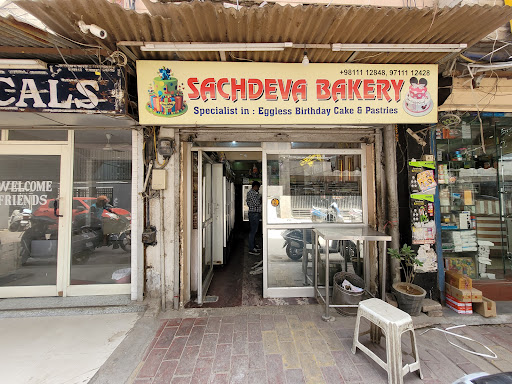 CALS
WELCOME
FRIENDS
+98111 12848, 97111 12428
SACHDEVA BAKERY
Specialist in : Eggless Birthday Cake & Pastries